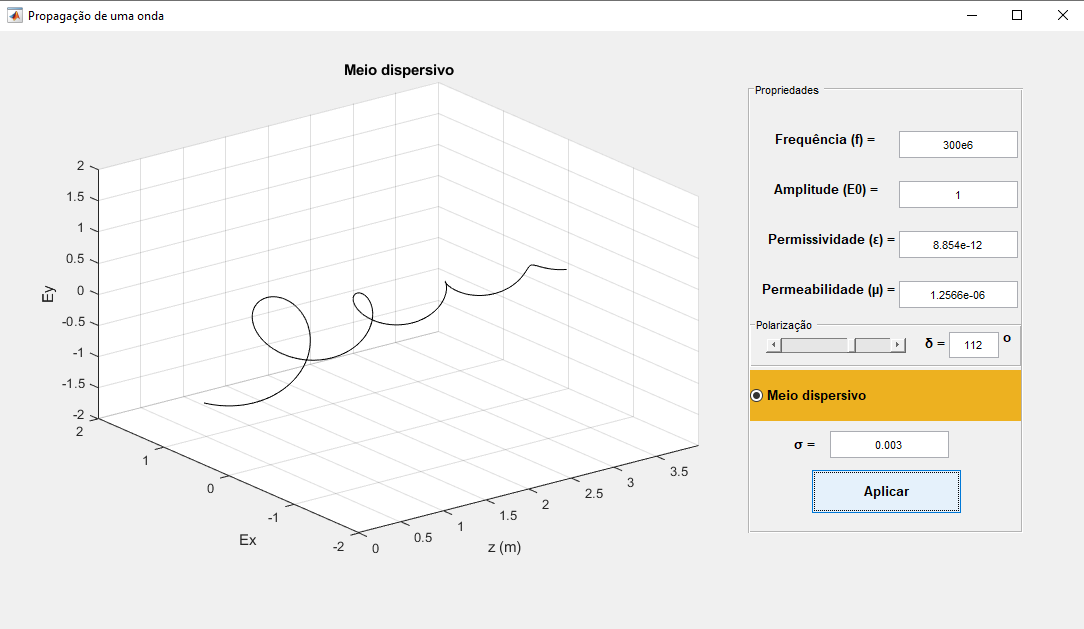 Propagação de uma onda
Meio dispersivo
2
1.5
1
0.5
0
-0.5
-1
-1.5
-2
Ey
2
1
0
-1
-2
Ex
0
0.5
1
1.5
2
2.5
3
3.5
z (m)
Propriedades
Frequência (f) = 300e6
Amplitude (E0) = 1
Permissividade (ε) = 8.854e-12
Permeabilidade (μ) = 1.2566e-06
Polarização
δ = 112 º
Meio dispersivo
σ = 0.003
Aplicar